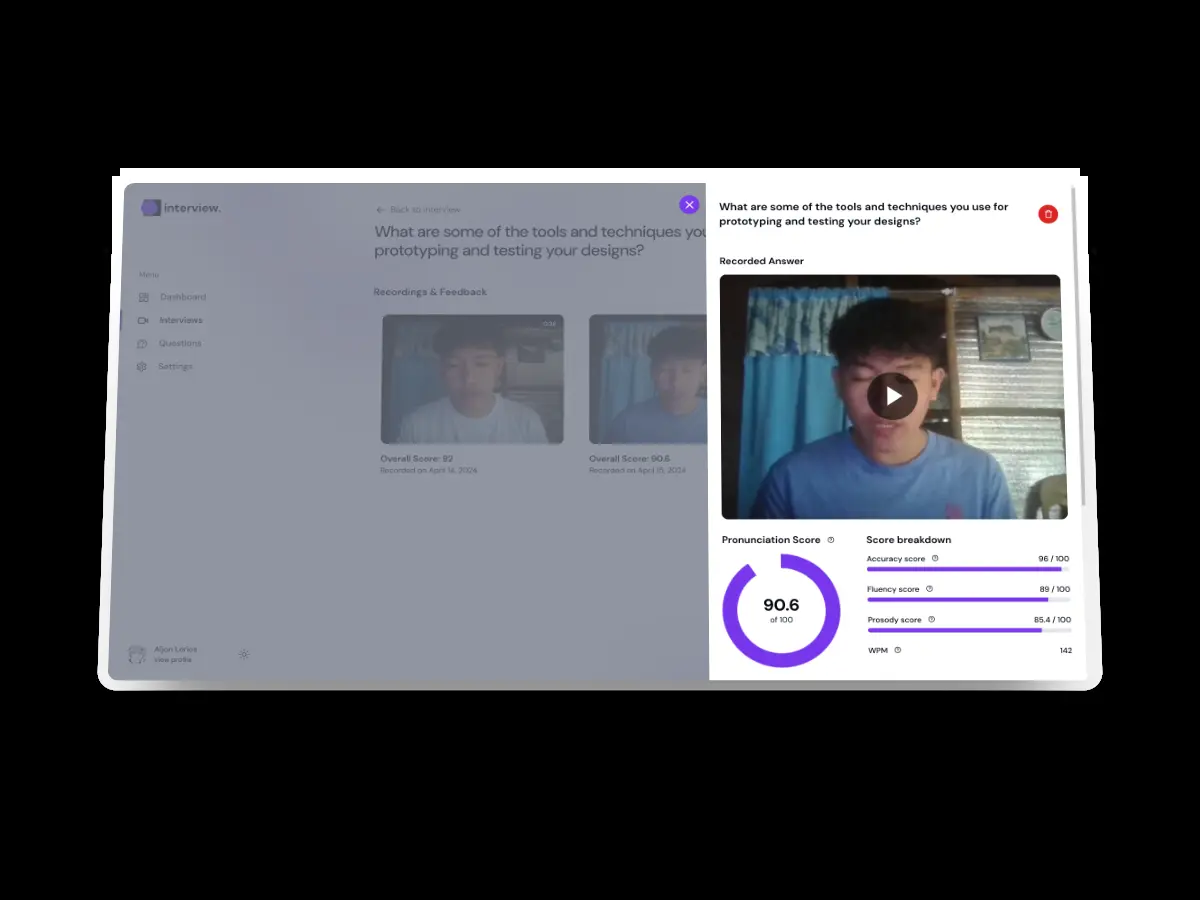 interview.
Menu
Dashboard
Interviews
Questions
Settings
View profile
Back to interview
What are some of the tools and techniques you
prototyping and testing your designs?
Recordings & Feedback
0:34
Overall Score: 82
Recorded on April 14, 2024
Overall Score: 90.6
Recorded on April 15, 2024
What are some of the tools and techniques you use for
prototyping and testing your designs?
Recorded Answer
Pronunciation Score
90.6
of 100
Score breakdown
Accuracy score 96 / 100
Fluency score 89 / 100
Prosody score 85.4 / 100
WPM 142